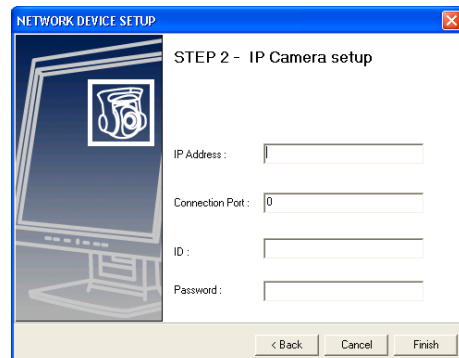 NETWORK DEVICE SETUP
STEP 2 - IP Camera setup
IP Address :
Connection Port : 0
ID :
Password :
< Back Cancel Finish